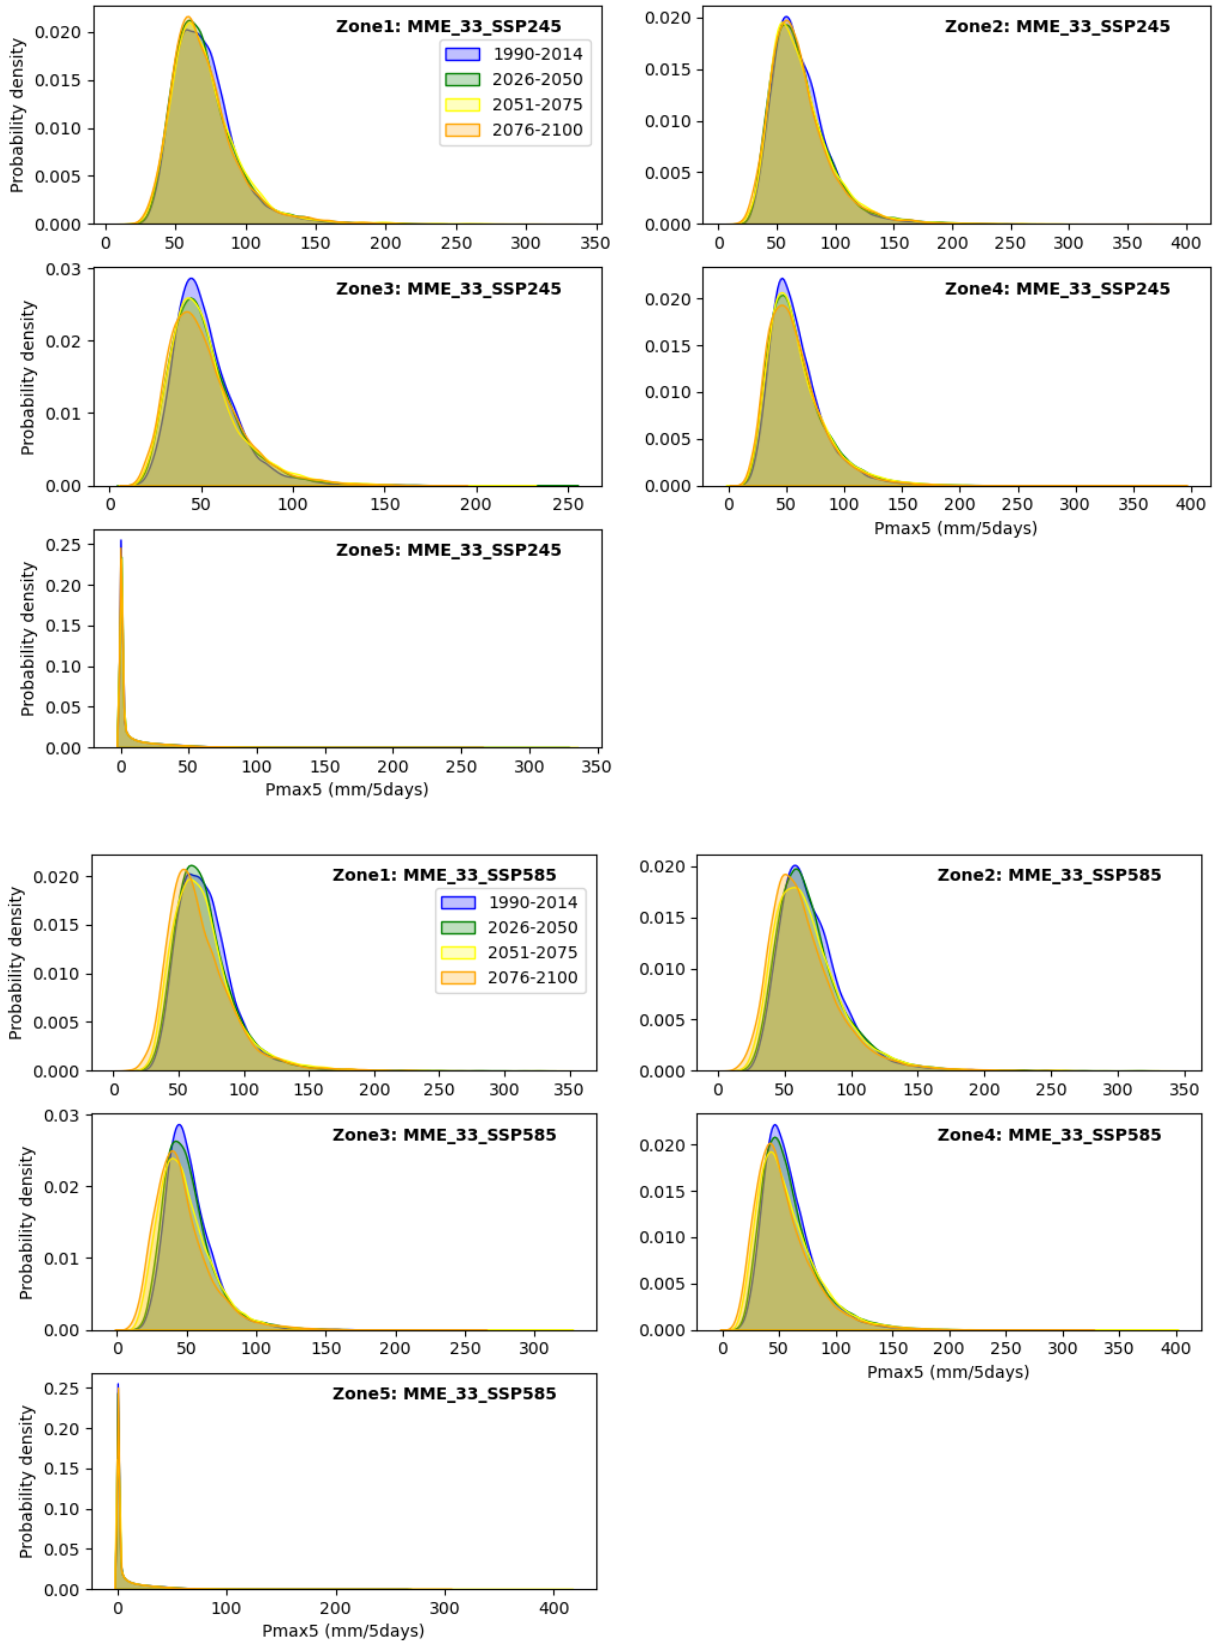 Zone1: MME_33_SSP245
1990-2014
2026-2050
2051-2075
2076-2100
Probability density
0.020
0.015
0.010
0.005
0.000
0 50 100 150 200 250 300 350
Zone2: MME_33_SSP245
0.020
0.015
0.010
0.005
0.000
0 50 100 150 200 250 300 350 400
Zone3: MME_33_SSP245
Probability density
0.03
0.02
0.01
0.00
0 50 100 150 200 250
Zone4: MME_33_SSP245
0.020
0.015
0.010
0.005
0.000
0 50 100 150 200 250 300 350 400
Pmax5 (mm/5days)
Zone5: MME_33_SSP245
Probability density
0.25
0.20
0.15
0.10
0.05
0.00
0 50 100 150 200 250 300 350
Pmax5 (mm/5days)
Zone1: MME_33_SSP585
1990-2014
2026-2050
2051-2075
2076-2100
Probability density
0.020
0.015
0.010
0.005
0.000
0 50 100 150 200 250 300 350
Zone2: MME_33_SSP585
0.020
0.015
0.010
0.005
0.000
0 50 100 150 200 250 300 350
Zone3: MME_33_SSP585
Probability density
0.03
0.02
0.01
0.00
0 50 100 150 200 250 300
Zone4: MME_33_SSP585
0.020
0.015
0.010
0.005
0.000
0 50 100 150 200 250 300 350 400
Pmax5 (mm/5days)
Zone5: MME_33_SSP585
Probability density
0.25
0.20
0.15
0.10
0.05
0.00
0 100 200 300 400
Pmax5 (mm/5days)